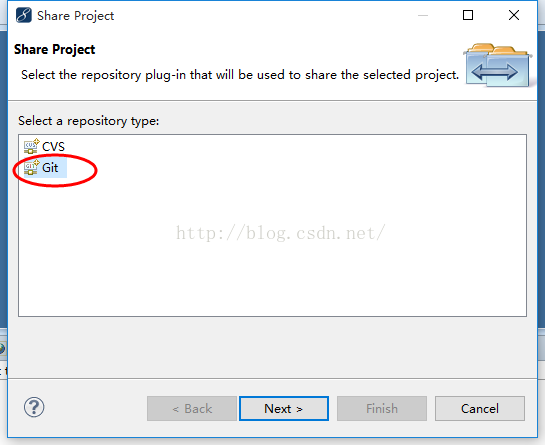 Share Project
Share Project
Select the repository plug-in that will be used to share the selected project.
Select a repository type:
CVS
Git
http://blog.csdn.net/
< Back
Next >
Finish
Cancel